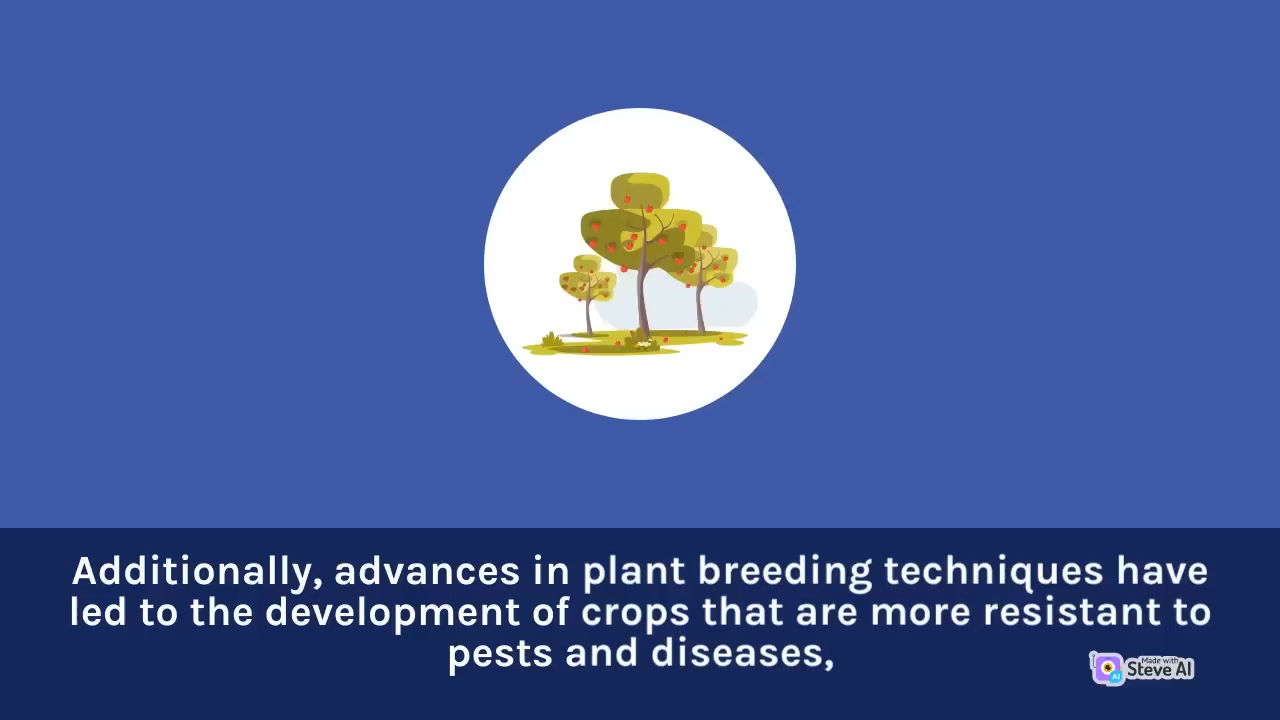 Additionally, advances in plant breeding techniques have
led to the development of crops that are more resistant to
pests and diseases,
Made with
Steve AI
AI